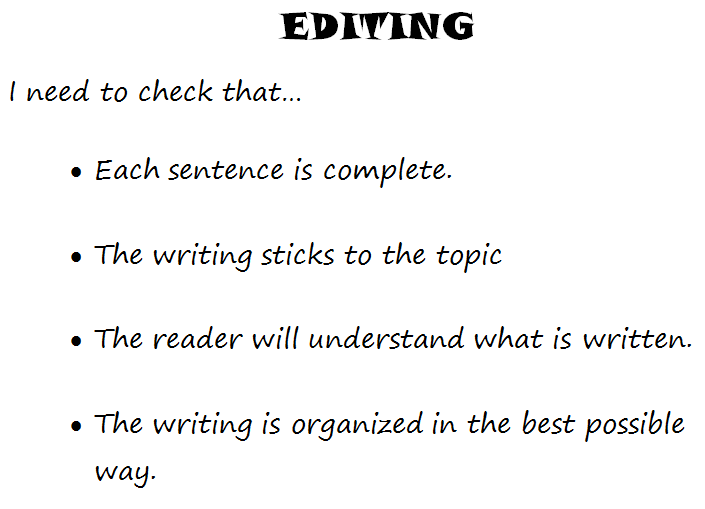 EDITING
I need to check that...
• Each sentence is complete.
• The writing sticks to the topic
• The reader will understand what is written.
• The writing is organized in the best possible
way.